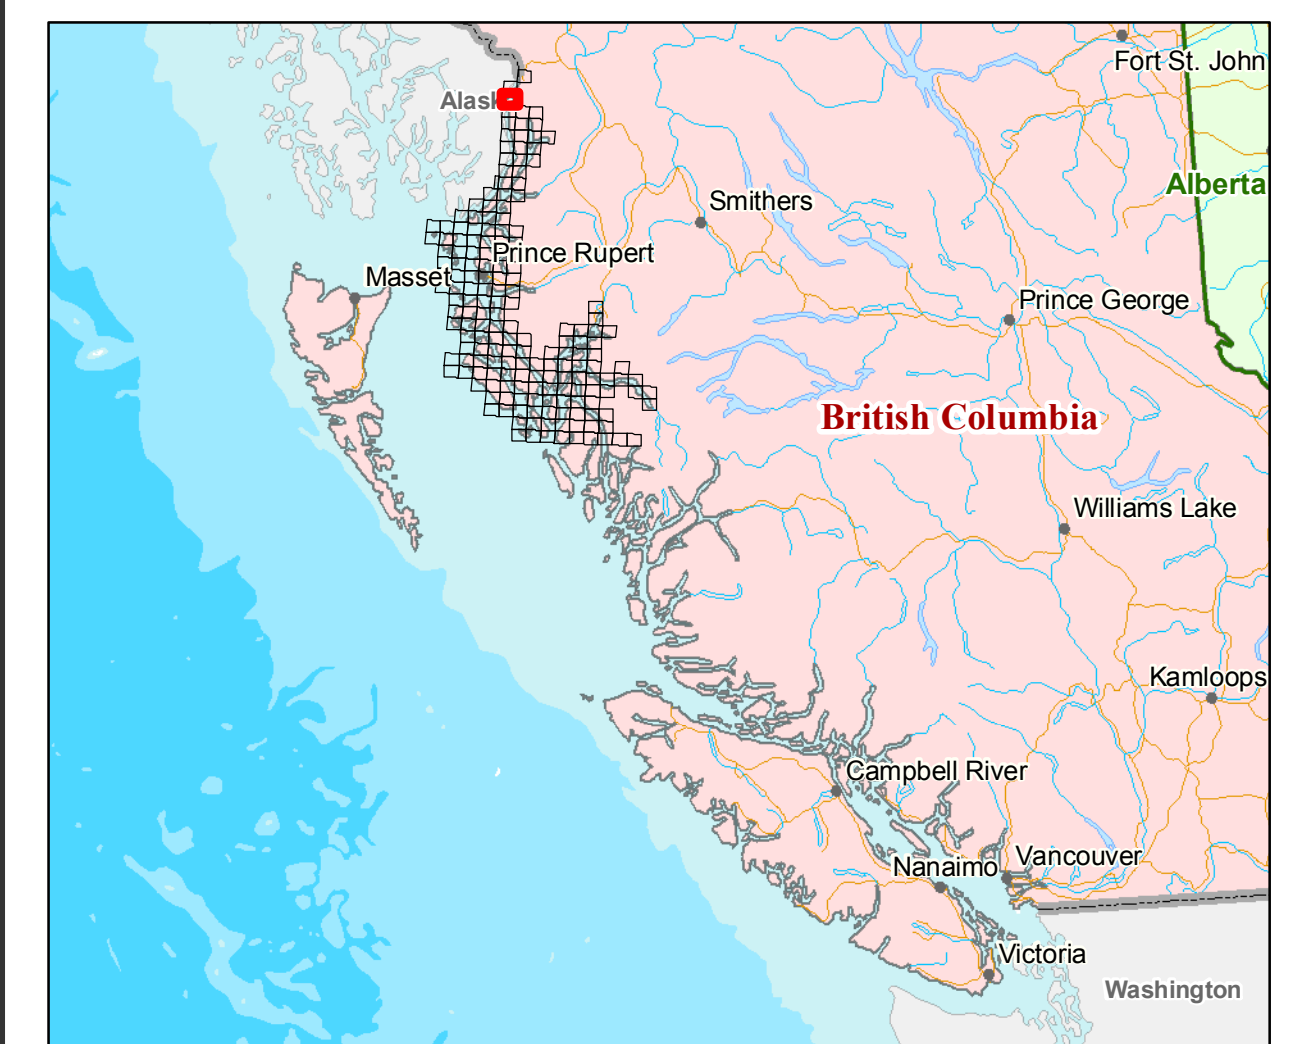 Fort St. John
Alask
Alberta
Smithers
Prince Rupert
Masset
Prince George
British Columbia
Williams Lake
Kamloops
Campbell River
Vancouver
Nanaimo
Victoria
Washington